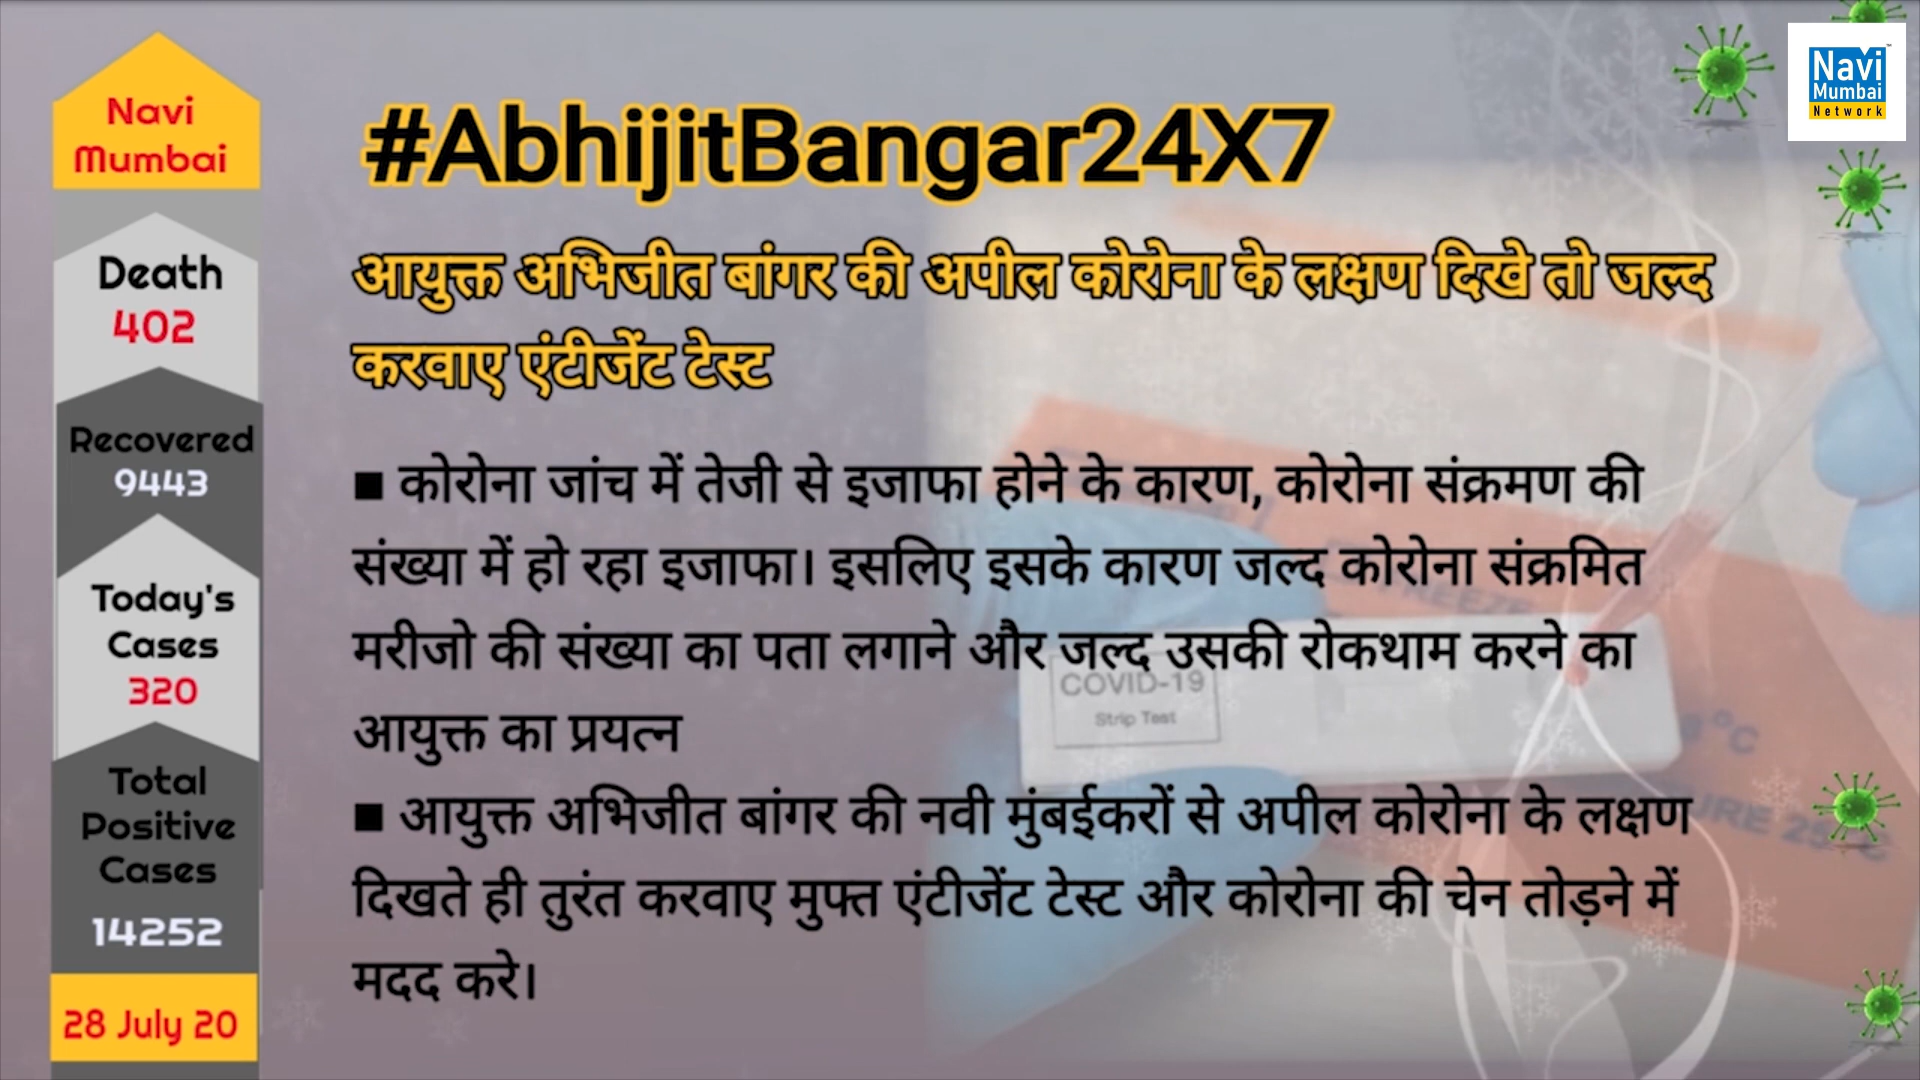 Navi
Mumbai
Death
402
Recovered
9443
Today's
Cases
320
Total
Positive
Cases
14252
28 July 20
#AbhijitBangar24X7
आयुक्त अभिजीत बांगर की अपील कोरोना के लक्षण दिखे तो जल्द
करवाए एंटीजेंट टेस्ट
■ कोरोना जांच में तेजी से इजाफा होने के कारण, कोरोना संक्रमण की
संख्या में हो रहा इजाफा। इसलिए इसके कारण जल्द कोरोना संक्रमित
मरीजो की संख्या का पता लगाने और जल्द उसकी रोकथाम करने का
आयुक्त का प्रयत्न
■ आयुक्त अभिजीत बांगर की नवी मुंबईकरों से अपील कोरोना के लक्षण
दिखते ही तुरंत करवाए मुफ्त एंटीजेंट टेस्ट और कोरोना की चेन तोड़ने में
मदद करे।
COVID-19
Strip Test
Navi
Mumbai
Network